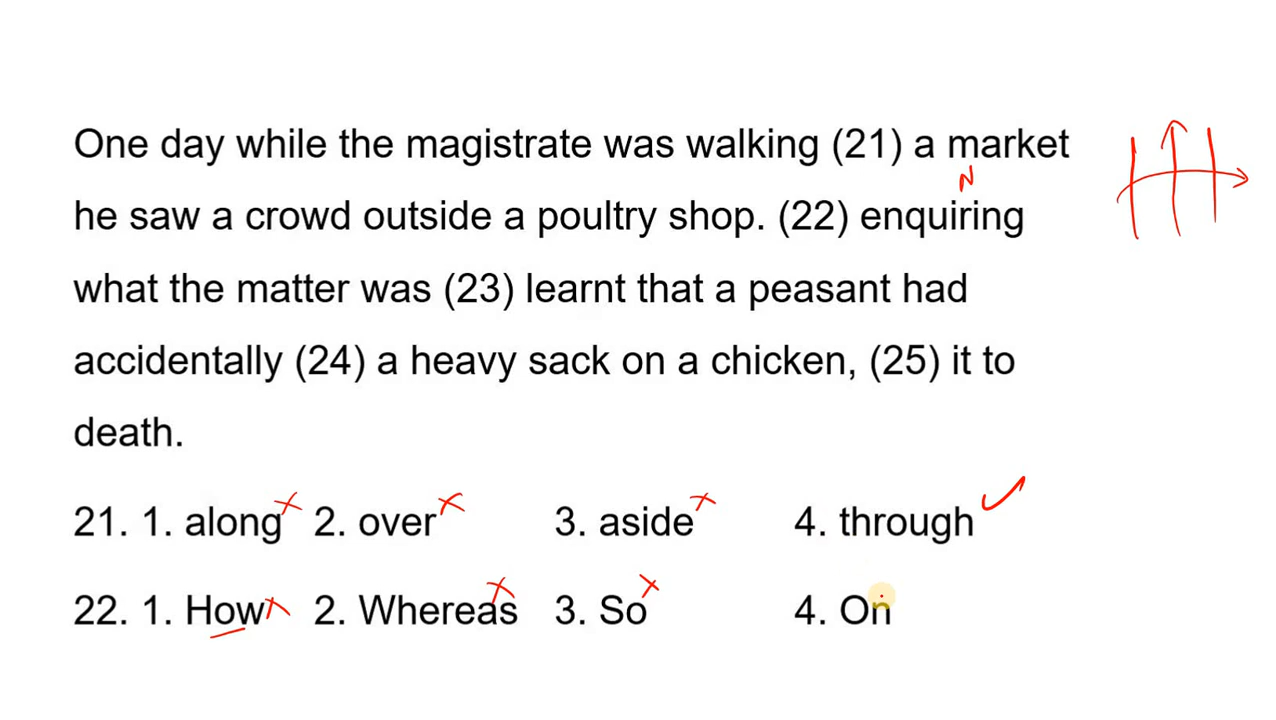 One day while the magistrate was walking (21) a market
N
he saw a crowd outside a poultry shop. (22) enquiring
what the matter was (23) learnt that a peasant had
accidentally (24) a heavy sack on a chicken, (25) it to
death.
21. 1. along 2. over 3. aside 4. through
22. 1. How 2. Whereas 3. So 4. On